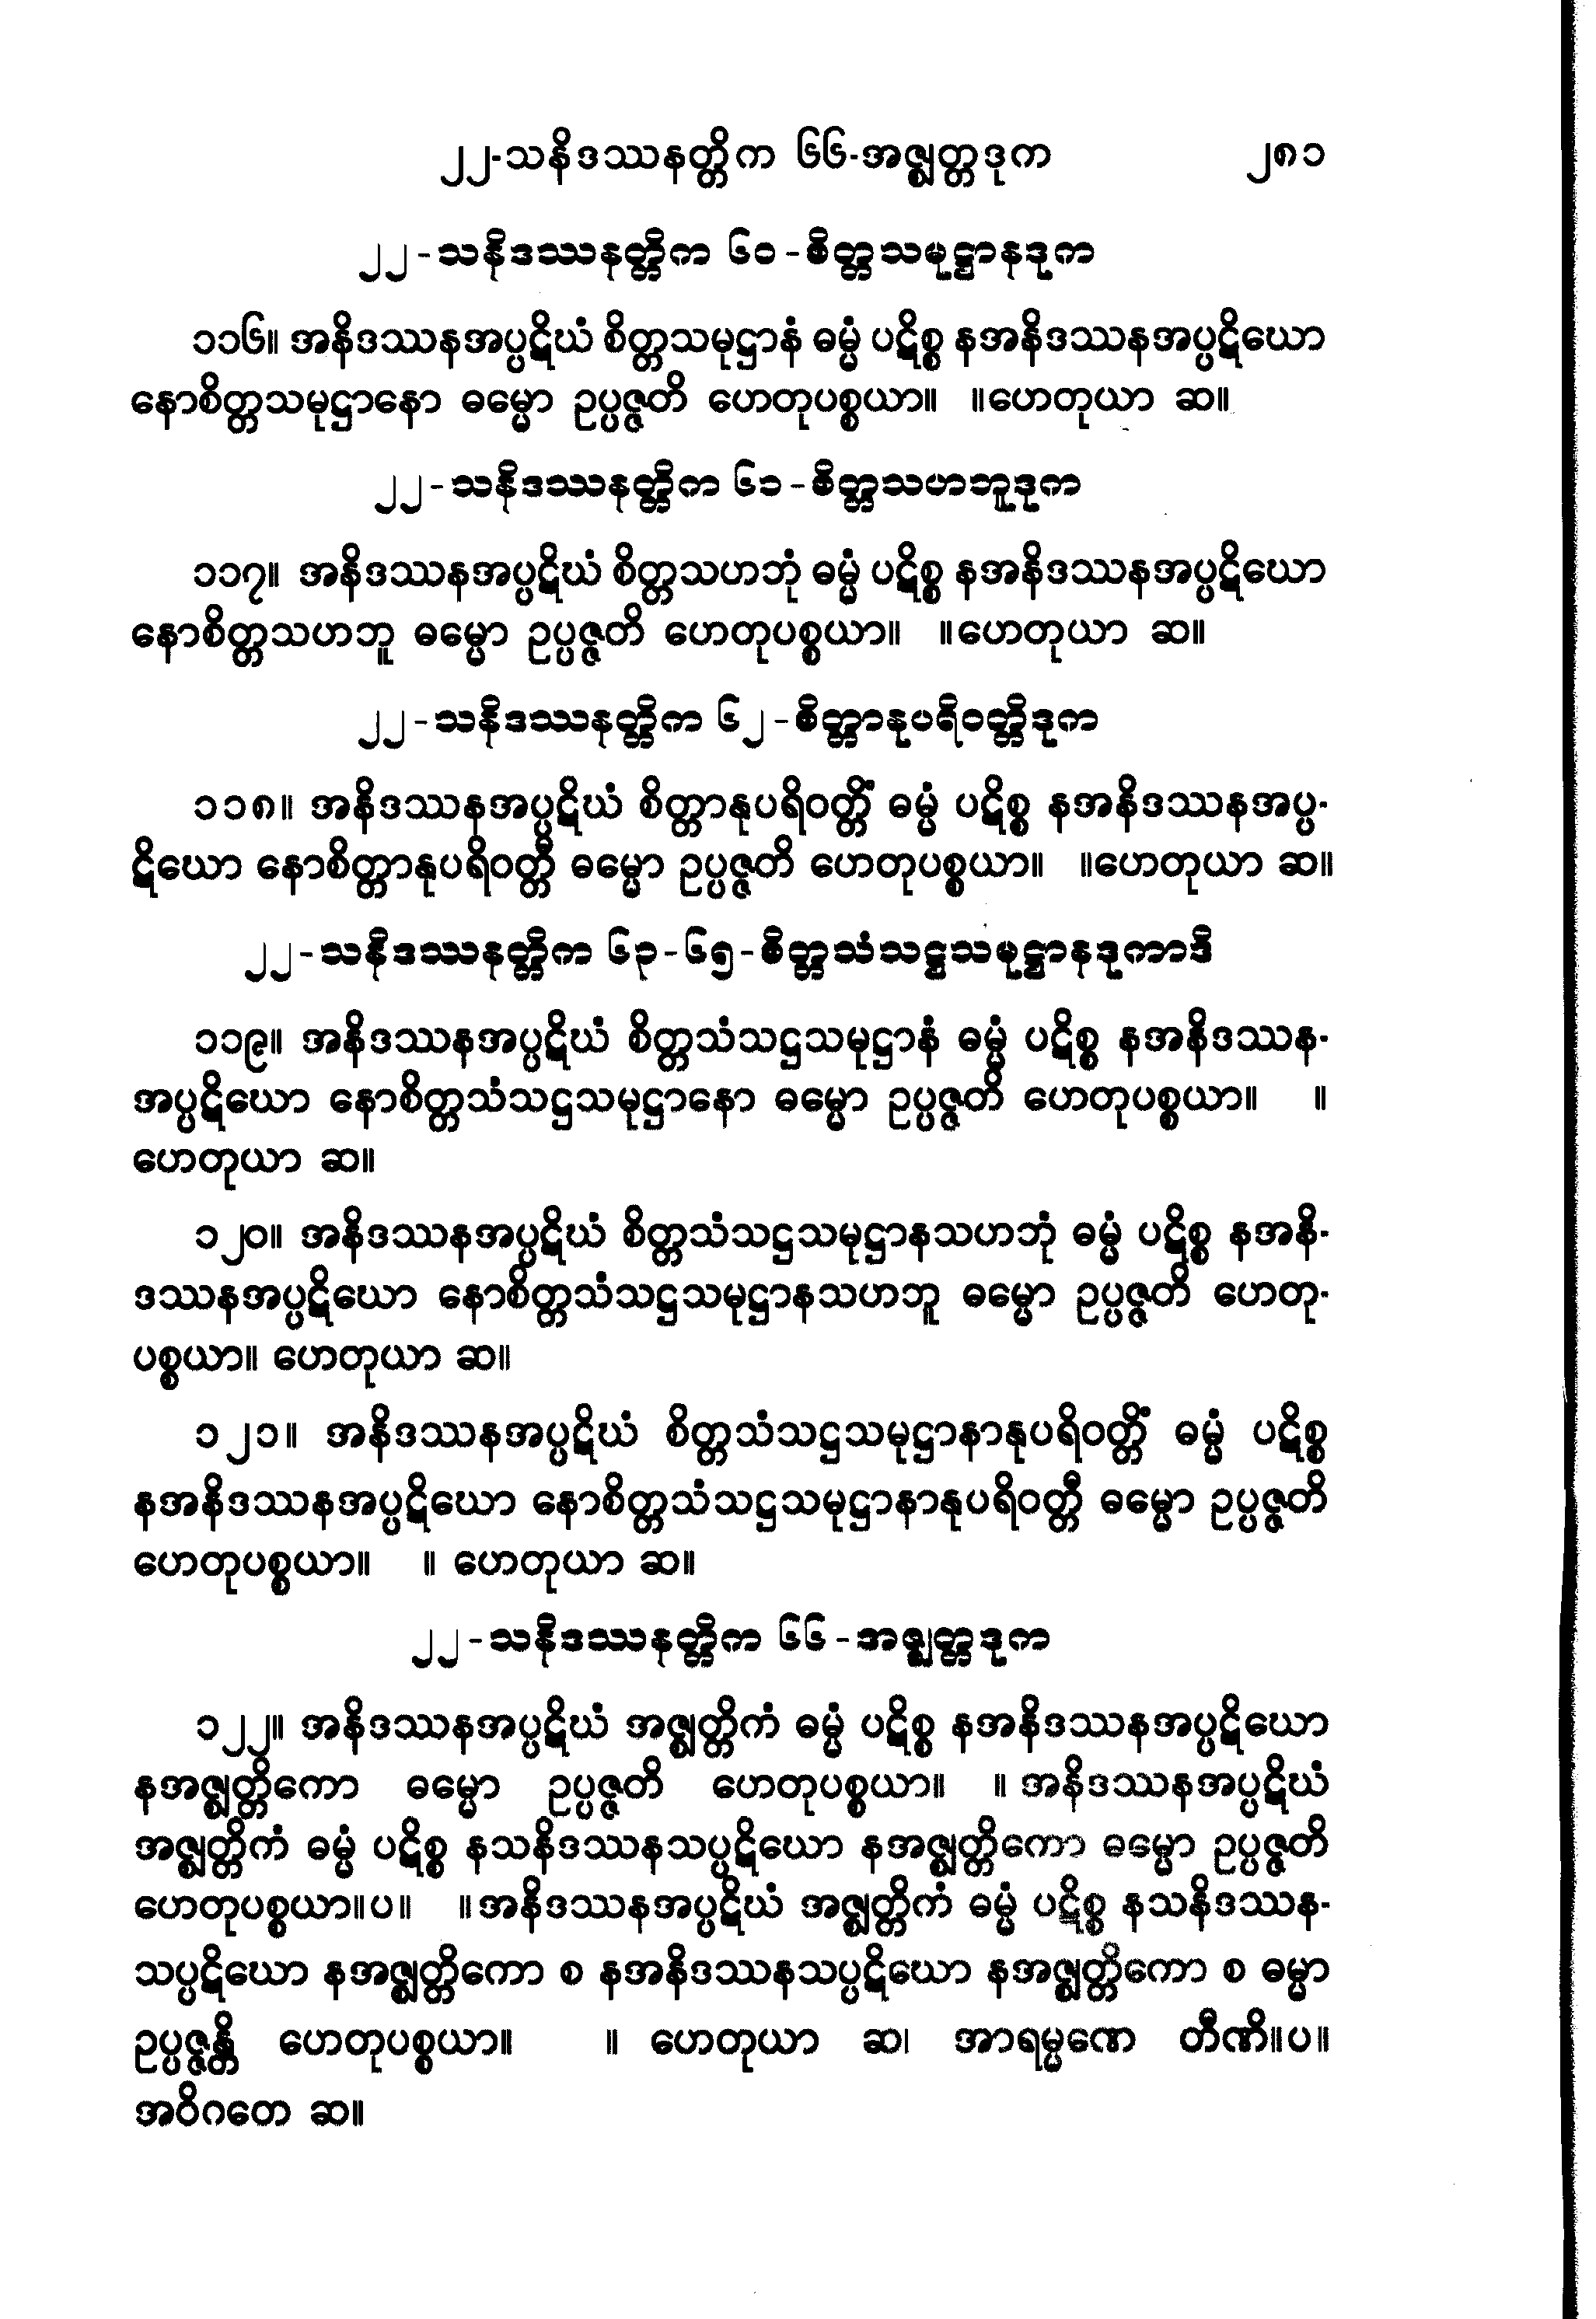 ၂၂-သနိဒဿနတ္တိက ၆၆-အဇ္ဈတ္တဒုက ၂၈၁
၂၂-သနိဒဿနတ္တိက ၆၀-စိတ္တသမုဋ္ဌာနဒုက
၁၁၆။ အနိဒဿနအပ္ပဋိဃံ စိတ္တသမုဋ္ဌာနံ ဓမ္မံ ပဋိစ္စ နအနိဒဿနအပ္ပဋိဃော
နောစိတ္တသမုဋ္ဌာနော ဓမ္မော ဥပ္ပဇ္ဇတိ ဟေတုပစ္စယာ။ ။ဟေတုယာ ဆ။
၂၂-သနိဒဿနတ္တိက ၆၁-စိတ္တသဟဘူဒုက
၁၁၇။ အနိဒဿနအပ္ပဋိဃံ စိတ္တသဟဘုံ ဓမ္မံ ပဋိစ္စ နအနိဒဿနအပ္ပဋိဃော
နောစိတ္တသဟဘူ ဓမ္မော ဥပ္ပဇ္ဇတိ ဟေတုပစ္စယာ။ ။ဟေတုယာ ဆ။
၂၂-သနိဒဿနတ္တိက ၆၂-စိတ္တာနုပရိဝတ္တိဒုက
၁၁၈။ အနိဒဿနအပ္ပဋိဃံ စိတ္တာနုပရိဝတ္တိံ ဓမ္မံ ပဋိစ္စ နအနိဒဿနအပ္ပ-
ဋိဃော နောစိတ္တာနုပရိဝတ္တီ ဓမ္မော ဥပ္ပဇ္ဇတိ ဟေတုပစ္စယာ။ ။ဟေတုယာ ဆ။
၂၂-သနိဒဿနတ္တိက ၆၃-၆၅-စိတ္တသံသဋ္ဌသမုဋ္ဌာနဒုကာဒိ
၁၁၉။ အနိဒဿနအပ္ပဋိဃံ စိတ္တသံသဋ္ဌသမုဋ္ဌာနံ ဓမ္မံ ပဋိစ္စ နအနိဒဿန-
အပ္ပဋိဃော နောစိတ္တသံသဋ္ဌသမုဋ္ဌာနော ဓမ္မော ဥပ္ပဇ္ဇတိ ဟေတုပစ္စယာ။ ။
ဟေတုယာ ဆ။
၁၂၀။ အနိဒဿနအပ္ပဋိဃံ စိတ္တသံသဋ္ဌသမုဋ္ဌာနသဟဘုံ ဓမ္မံ ပဋိစ္စ နအနိ-
ဒဿနအပ္ပဋိဃော နောစိတ္တသံသဋ္ဌသမုဋ္ဌာနသဟဘူ ဓမ္မော ဥပ္ပဇ္ဇတိ ဟေတု-
ပစ္စယာ။ ဟေတုယာ ဆ။
၁၂၁။ အနိဒဿနအပ္ပဋိဃံ စိတ္တသံသဋ္ဌသမုဋ္ဌာနာနုပရိဝတ္တိံ ဓမ္မံ ပဋိစ္စ
နအနိဒဿနအပ္ပဋိဃော နောစိတ္တသံသဋ္ဌသမုဋ္ဌာနာနုပရိဝတ္တီ ဓမ္မော ဥပ္ပဇ္ဇတိ
ဟေတုပစ္စယာ။ ။ ဟေတုယာ ဆ။
၂၂-သနိဒဿနတ္တိက ၆၆-အဇ္ဈတ္တဒုက
၁၂၂။ အနိဒဿနအပ္ပဋိဃံ အဇ္ဈတ္တိကံ ဓမ္မံ ပဋိစ္စ နအနိဒဿနအပ္ပဋိဃော
နအဇ္ဈတ္တိကော ဓမ္မော ဥပ္ပဇ္ဇတိ ဟေတုပစ္စယာ။ ။ အနိဒဿနအပ္ပဋိဃံ
အဇ္ဈတ္တိကံ ဓမ္မံ ပဋိစ္စ နသနိဒဿနသပ္ပဋိဃော နအဇ္ဈတ္တိကော ဓမ္မော ဥပ္ပဇ္ဇတိ
ဟေတုပစ္စယာ။ပ။ ။အနိဒဿနအပ္ပဋိဃံ အဇ္ဈတ္တိကံ ဓမ္မံ ပဋိစ္စ နသနိဒဿန-
သပ္ပဋိဃော နအဇ္ဈတ္တိကော စ နအနိဒဿနသပ္ပဋိဃော နအဇ္ဈတ္တိကော စ ဓမ္မာ
ဥပ္ပဇ္ဇန္တိ ဟေတုပစ္စယာ။ ။ ဟေတုယာ ဆ၊ အာရမ္မဏေ တီဏိ။ပ။
အဝိဂတေ ဆ။